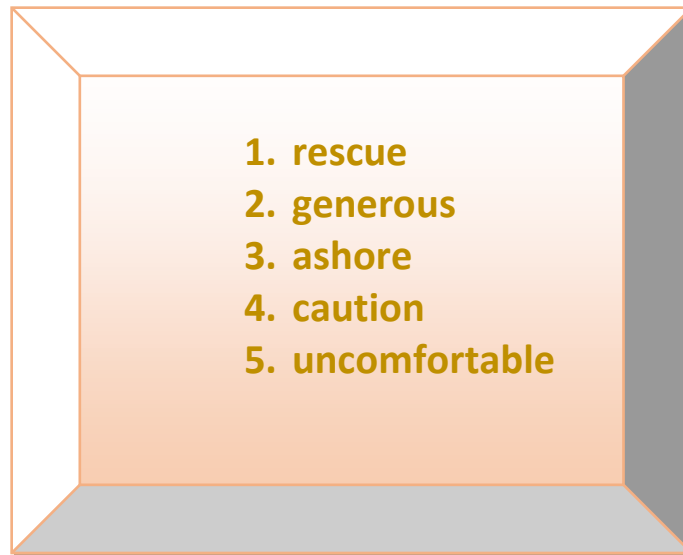 1. rescue
2. generous
3. ashore
4. caution
5. uncomfortable